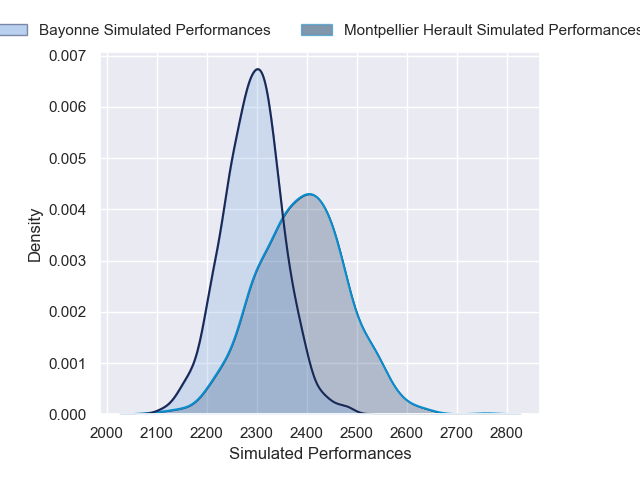 Bayonne Simulated Performances Montpellier Herault Simulated Performances
0.007
0.006
0.005
0.004
0.003
0.002
0.001
0.000
Density
2000 2100 2200 2300 2400 2500 2600 2700 2800
Simulated Performances